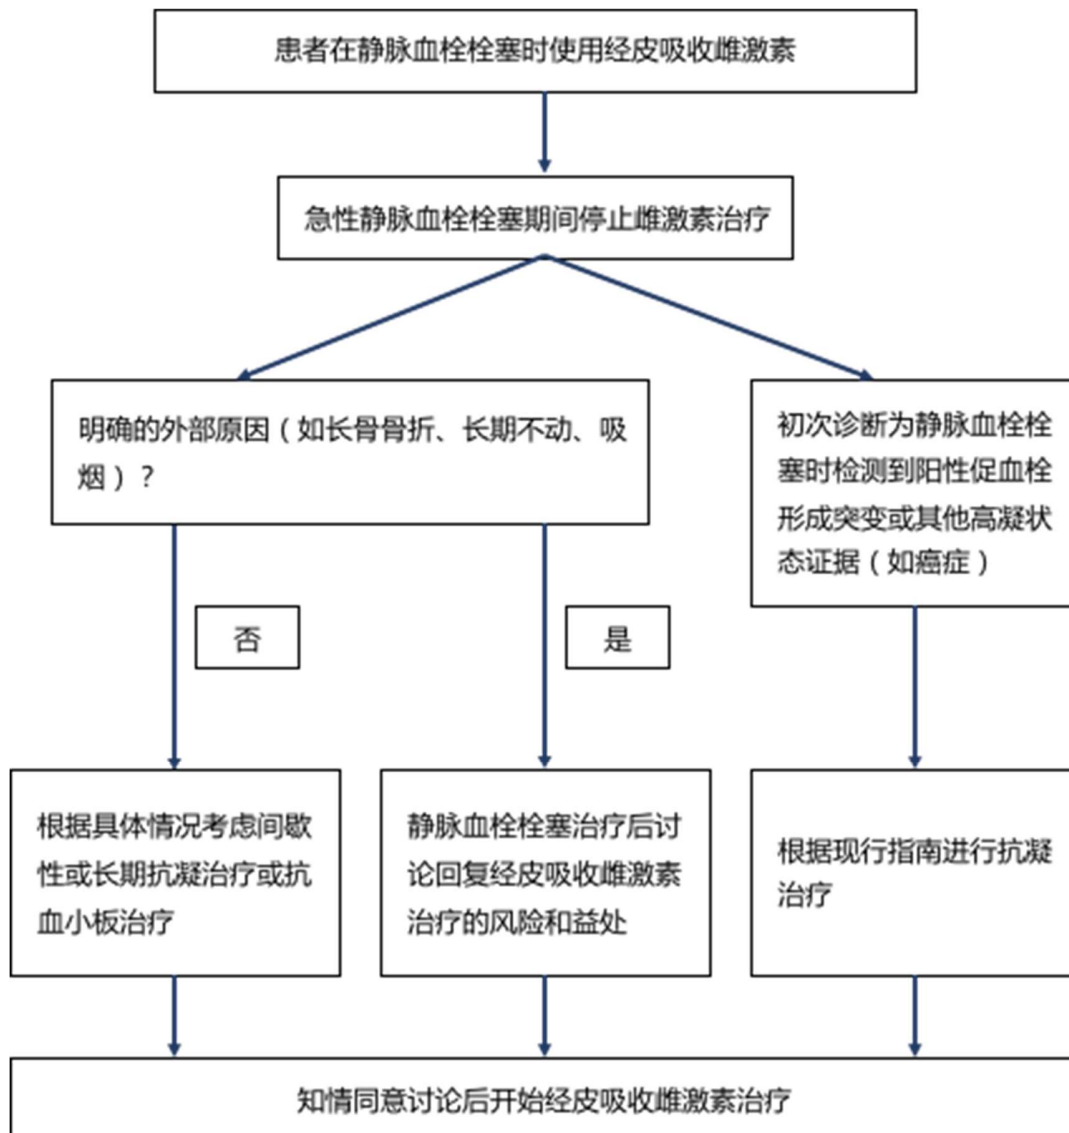 患者在静脉血栓栓塞时使用经皮吸收雌激素
急性静脉血栓栓塞期间停止雌激素治疗
明确的外部原因（如长骨骨折、长期不动、吸
烟）？
初次诊断为静脉血栓栓
塞时检测到阳性促血栓
形成突变或其他高凝状
态证据（如癌症）
否
是
根据具体情况考虑间歇
性或长期抗凝治疗或抗
血小板治疗
静脉血栓栓塞治疗后讨
论回复经皮吸收雌激素
治疗的风险和益处
根据现行指南进行抗凝
治疗
知情同意讨论后开始经皮吸收雌激素治疗